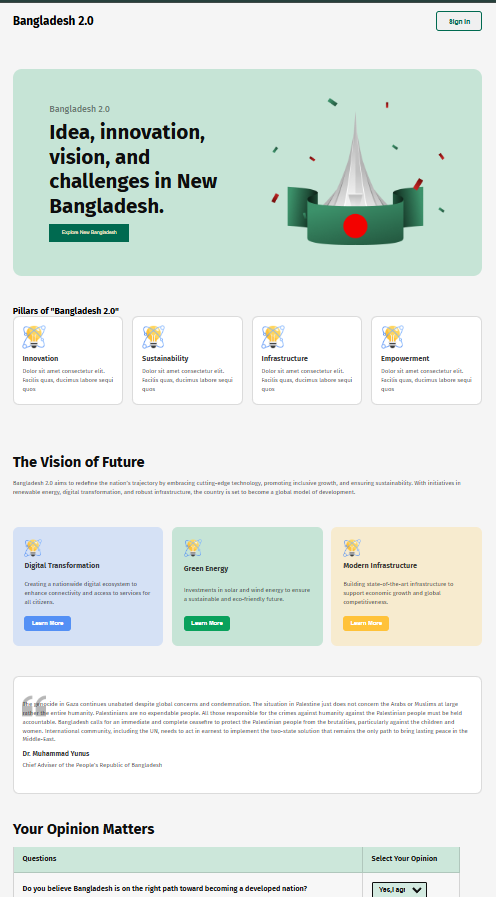 Bangladesh 2.0
Sign In
Bangladesh 2.0
Idea, innovation,
vision, and
challenges in New
Bangladesh.
Explore New Bangladesh
Pillars of "Bangladesh 2.0"
Innovation
Dolor sit amet consectetur elit.
Facilis quas, ducimus labore sequi
quos
Sustainability
Dolor sit amet consectetur elit.
Facilis quas, ducimus labore sequi
quos
Infrastructure
Dolor sit amet consectetur elit.
Facilis quas, ducimus labore sequi
quos
Empowerment
Dolor sit amet consectetur elit.
Facilis quas, ducimus labore sequi
quos
The Vision of Future
Bangladesh 2.0 aims to redefine the nation's trajectory by embracing cutting-edge technology, promoting inclusive growth, and ensuring sustainability. With initiatives in
renewable energy, digital transformation, and robust infrastructure, the country is set to become a global model of development.
Digital Transformation
Creating a nationwide digital ecosystem to
enhance connectivity and access to services for
all citizens.
Learn More
Green Energy
Investments in solar and wind energy to ensure
a sustainable and eco-friendly future.
Learn More
Modern Infrastructure
Building state-of-the-art infrastructure to
support economic growth and global
competitiveness.
Learn More
The genocide in Gaza continues unabated despite global concerns and condemnation. The situation in Palestine just does not concern the Arabs or Muslims at large
rather the entire humanity. Palestinians are no expendable people. All those responsible for the crimes against humanity against the Palestinian people must be held
accountable. Bangladesh calls for an immediate and complete ceasefire to protect the Palestinian people from the brutalities, particularly against the children and
women. International community, including the UN, needs to act in earnest to implement the two-state solution that remains the only path to bring lasting peace in the
Middle-East.
Dr. Muhammad Yunus
Chief Adviser of the People's Republic of Bangladesh
Your Opinion Matters
Questions
Select Your Opinion
Do you believe Bangladesh is on the right path toward becoming a developed nation?
Yes,I agr